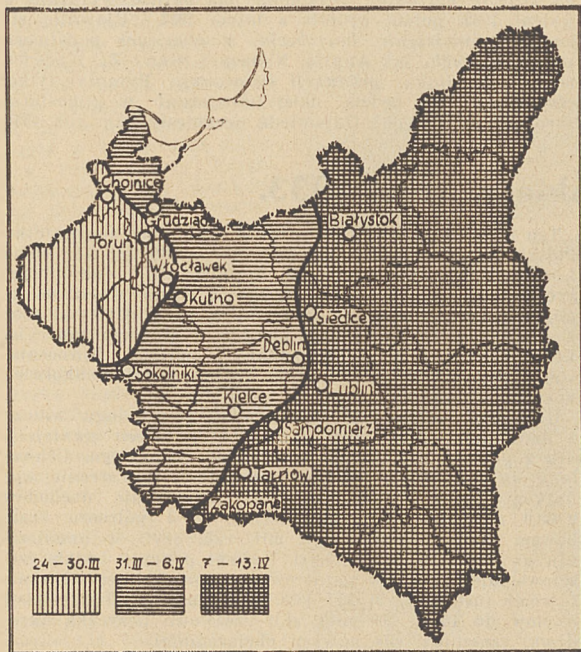 Chojnice
Grudziądz
Toruń
Białystok
Włocławek
Kutno
Siedlce
Dęblin
Sokolniki
Lublin
Kielce
Samdomierz
Tarnów
Zakopane
24 – 30.III 31.III – 6.IV 7 – 13.IV